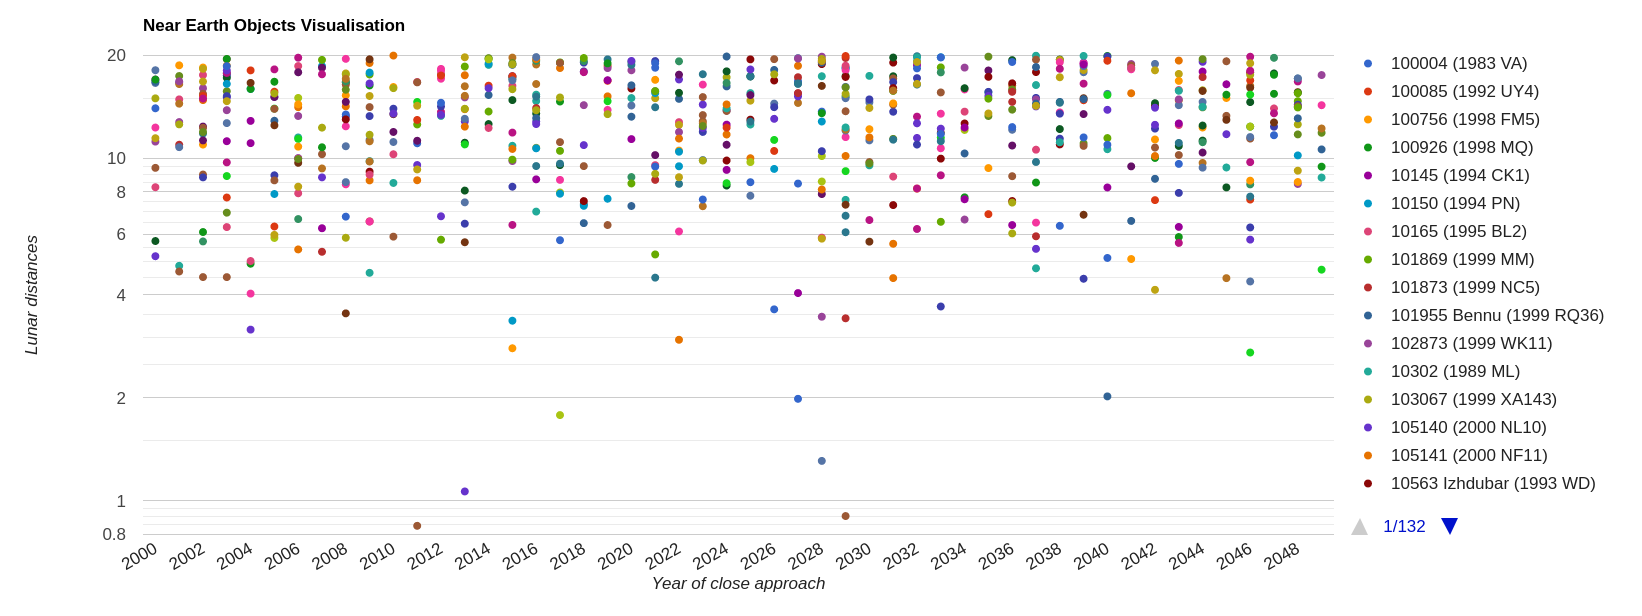 Near Earth Objects Visualisation
20
10
8
6
4
2
1
0.8
Lunar distances
2000 2002 2004 2006 2008 2010 2012 2014 2016 2018 2020 2022 2024 2026 2028 2030 2032 2034 2036 2038 2040 2042 2044 2046 2048
Year of close approach
100004 (1983 VA)
100085 (1992 UY4)
100756 (1998 FM5)
100926 (1998 MQ)
10145 (1994 CK1)
10150 (1994 PN)
10165 (1995 BL2)
101869 (1999 MM)
101873 (1999 NC5)
101955 Bennu (1999 RQ36)
102873 (1999 WK11)
10302 (1989 ML)
103067 (1999 XA143)
105140 (2000 NL10)
105141 (2000 NF11)
10563 Izhdubar (1993 WD)
1/132